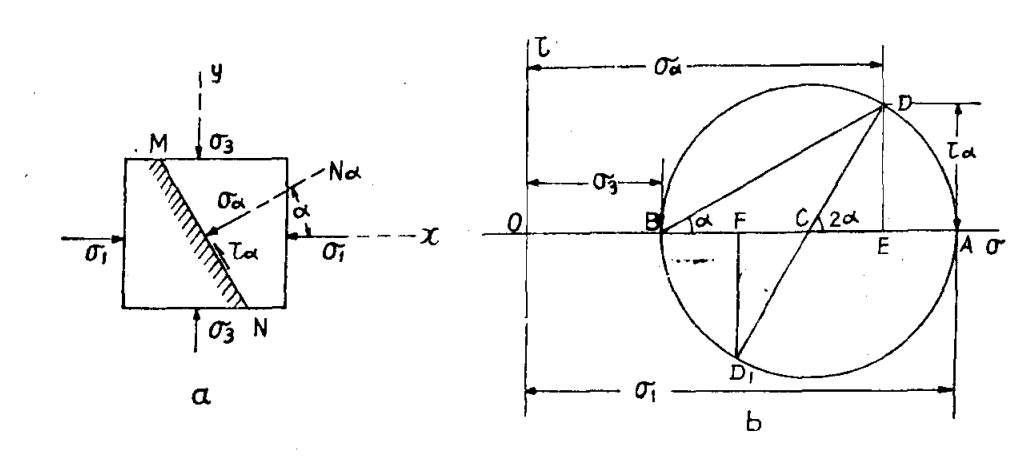 y
M σ₃
Nα
σα
α
σ₁ τα σ₁ x
σ₃ N
a
τ
σα
D
τα
σ₃
O B α F C 2α E A σ
D₁
σ₁
b